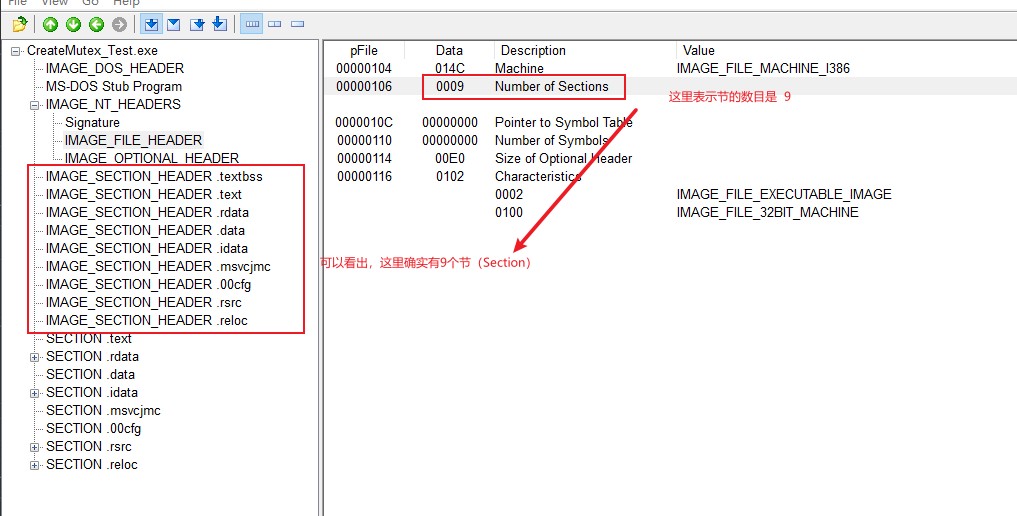 File View Go Help
CreateMutex_Test.exe
IMAGE_DOS_HEADER
MS-DOS Stub Program
IMAGE_NT_HEADERS
Signature
IMAGE_FILE_HEADER
IMAGE_OPTIONAL_HEADER
IMAGE_SECTION_HEADER .textbss
IMAGE_SECTION_HEADER .text
IMAGE_SECTION_HEADER .rdata
IMAGE_SECTION_HEADER .data
IMAGE_SECTION_HEADER .idata
IMAGE_SECTION_HEADER .msvcjmc
IMAGE_SECTION_HEADER .00cfg
IMAGE_SECTION_HEADER .rsrc
IMAGE_SECTION_HEADER .reloc
SECTION .text
SECTION .rdata
SECTION .data
SECTION .idata
SECTION .msvcjmc
SECTION .00cfg
SECTION .rsrc
SECTION .reloc
pFile Data Description Value
00000104 014C Machine IMAGE_FILE_MACHINE_I386
00000106 0009 Number of Sections
这里表示节的数目是 9
0000010C 00000000 Pointer to Symbol Table
00000110 00000000 Number of Symbols
00000114 00E0 Size of Optional Header
00000116 0102 Characteristics
0002 IMAGE_FILE_EXECUTABLE_IMAGE
0100 IMAGE_FILE_32BIT_MACHINE
可以看出，这里确实有9个节（Section）